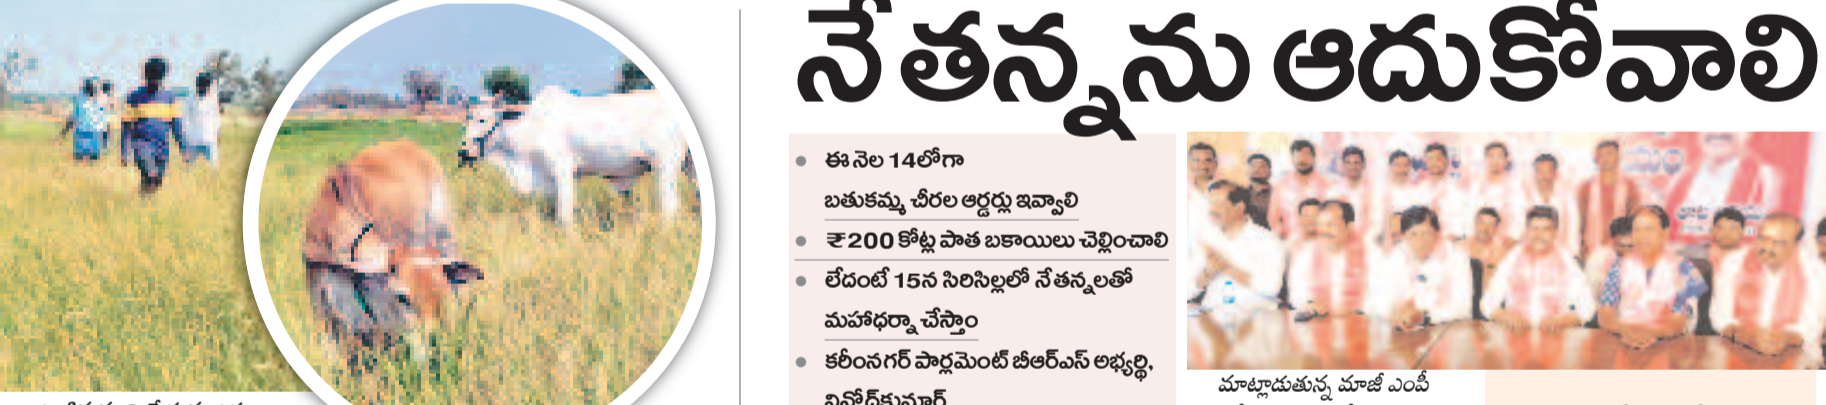 నేతన్నను ఆదుకోవాలి
• ఈ నెల 14లోగా
బతుకమ్మ చీరల ఆర్డర్లు ఇవ్వాలి
• ₹200 కోట్ల పాత బకాయిలు చెల్లించాలి
• లేదంటే 15న సిరిసిల్లలో నేతన్నలతో
మహాధర్నా చేస్తాం
• కరీంనగర్ పార్లమెంట్ బీఆర్ఎస్ అభ్యర్థి,
వినోద్‌కుమార్
మాట్లాడుతున్న మాజీ ఎంపీ